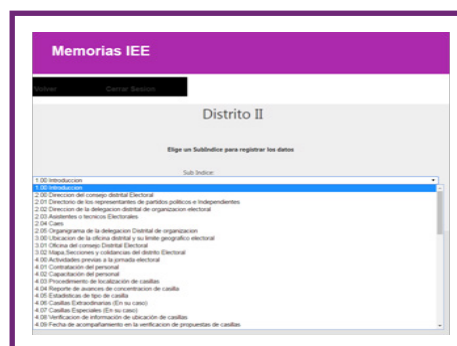 Memorias IEE
Volver Cerrar Sesion
Distrito II
Elige un SubIndice para registrar los datos
Sub Indice:
1.00 Introduccion
1.00 Introduccion
2.00 Direccion del consejo distrital Electoral
2.01 Directorio de los representantes de partidos politicos e Independientes
2.02 Direccion de la delegacion distrital de organizacion electoral
2.03 Asistentes o tecnicos Electorales
2.04 Caes
2.05 Organigrama de la delegacion Distrital de organizacion
3.00 Ubicacion de la oficina distrital y su limite geografico electoral
3.01 Oficina del consejo Distrital Electoral
3.02 Mapa,Secciones y colidancias del distrito Electoral
4.00 Actividades previas a la jornada electoral
4.01 Contratación del personal
4.02 Capacitación del personal
4.03 Procedimiento de localización de casillas
4.04 Reporte de avances de concentracion de casilla
4.05 Estadisticas de tipo de casilla
4.06 Casillas Extraordinarias (En su caso)
4.07 Casillas Especiales (En su caso)
4.08 Verificacion de información de ubicación de casillas
4.09 Fecha de acompañamiento en la verificacion de propuestas de casillas